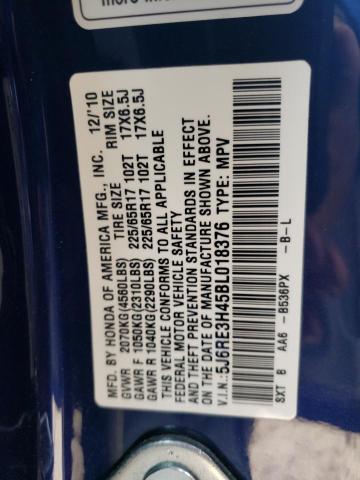 MFD. BY HONDA OF AMERICA MFG., INC. 12/'10
TIRE SIZE RIM SIZE
GVWR 2070KG(4560LBS)
GAWR F 1050KG(2310LBS) 225/65R17 102T 17X6.5J
GAWR R 1040KG(2290LBS) 225/65R17 102T 17X6.5J
THIS VEHICLE CONFORMS TO ALL APPLICABLE
FEDERAL MOTOR VEHICLE SAFETY
AND THEFT PREVENTION STANDARDS IN EFFECT
ON THE DATE OF MANUFACTURE SHOWN ABOVE.
V.I.N.:5J6RE3H45BL018376 TYPE: MPV
SXT B AA6 -B536PX -B-L